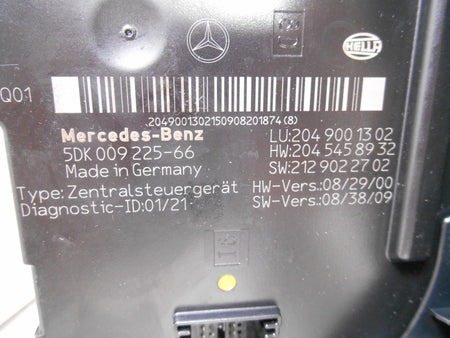 HELLA
Q01
.2049001302150908201874(8)
Mercedes-Benz LU:204 900 13 02
5DK 009 225-66 HW:204 545 89 32
Made in Germany SW:212 902 27 02
Type: Zentralsteuergerät HW-Vers.:08/29/00
Diagnostic-ID:01/21 SW-Vers.:08/38/09